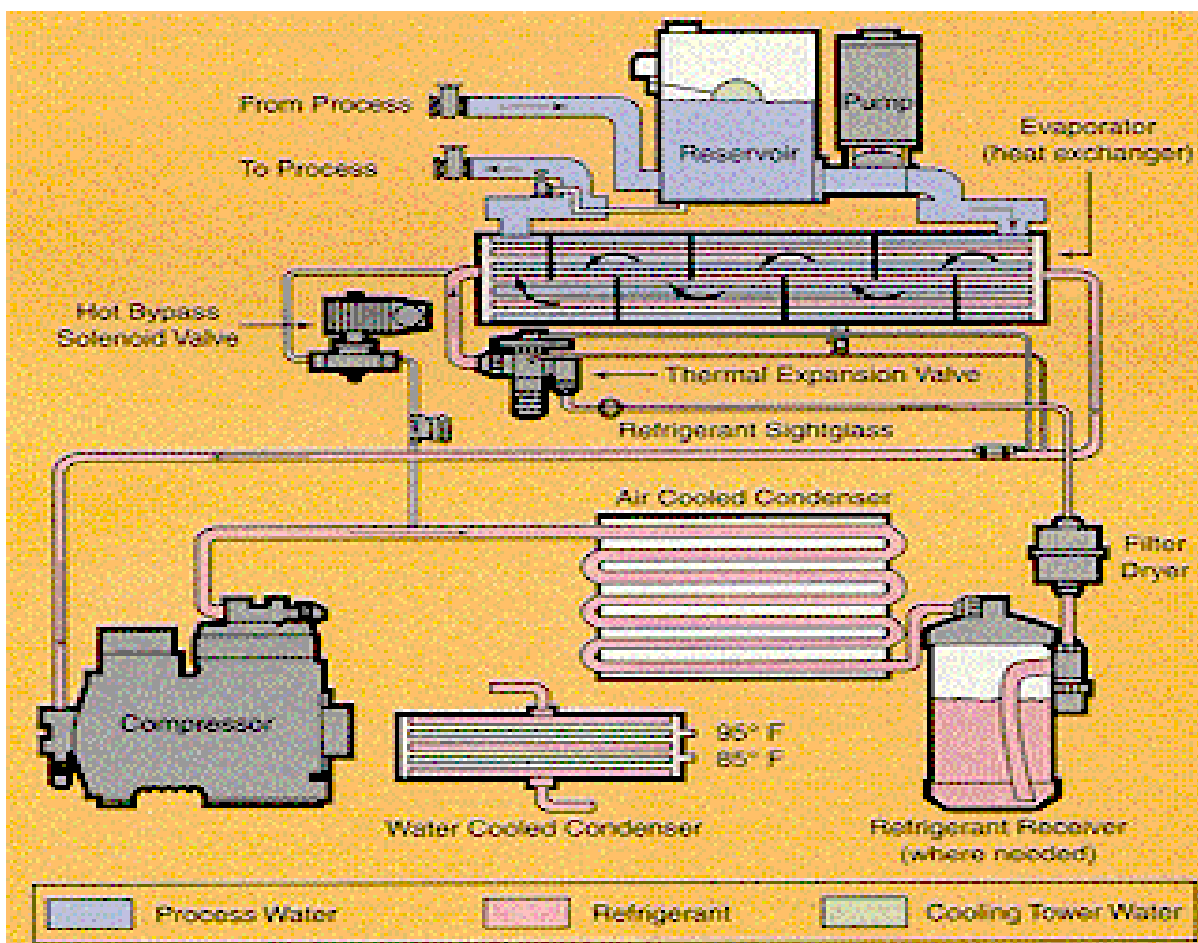 From Process
To Process
Reservoir
Pump
Evaporator
(heat exchanger)
Hot Bypass
Solenoid Valve
Thermal Expansion Valve
Refrigerant Sightglass
Air Cooled Condenser
Filter
Dryer
Compressor
95° F
85° F
Water Cooled Condenser
Refrigerant Receiver
(where needed)
Process Water
Refrigerant
Cooling Tower Water